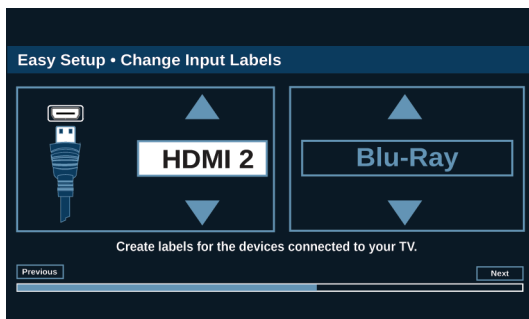 Easy Setup • Change Input Labels
HDMI 2
Blu-Ray
Create labels for the devices connected to your TV.
Previous
Next